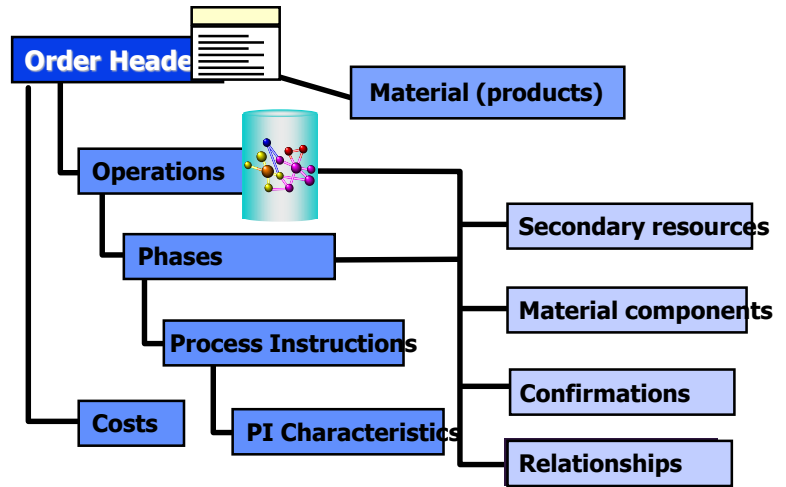 Order Heade
Material (products)
Operations
Secondary resources
Phases
Material components
Process Instructions
Confirmations
Costs
PI Characteristics
Relationships